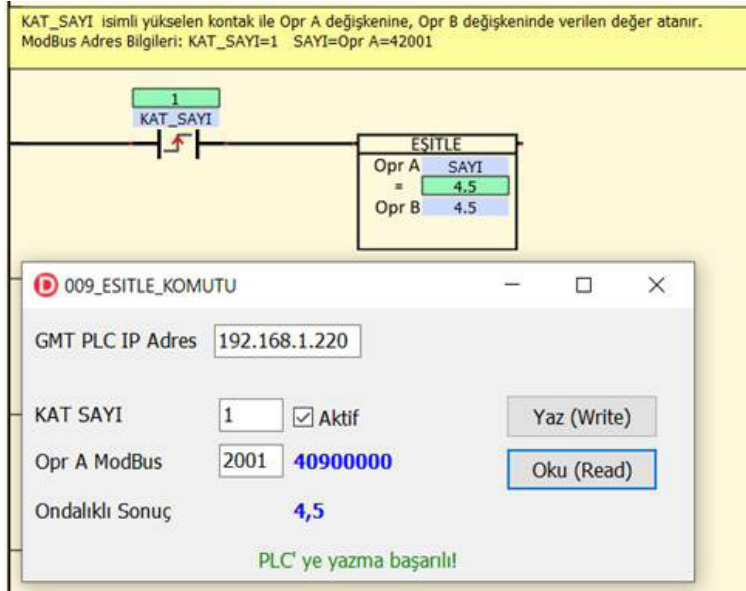 KAT_SAYI isimli yükselen kontak ile Opr A değişkenine, Opr B değişkeninde verilen değer atanır.
ModBus Adres Bilgileri: KAT_SAYI=1 SAYI=Opr A=42001
1
KAT_SAYI
EŞİTLE
Opr A SAYI
= 4.5
Opr B 4.5
009_ESITLE_KOMUTU
GMT PLC IP Adres 192.168.1.220
KAT SAYI 1 Aktif Yaz (Write)
Opr A ModBus 2001 40900000 Oku (Read)
Ondalıklı Sonuç 4,5
PLC' ye yazma başarılı!